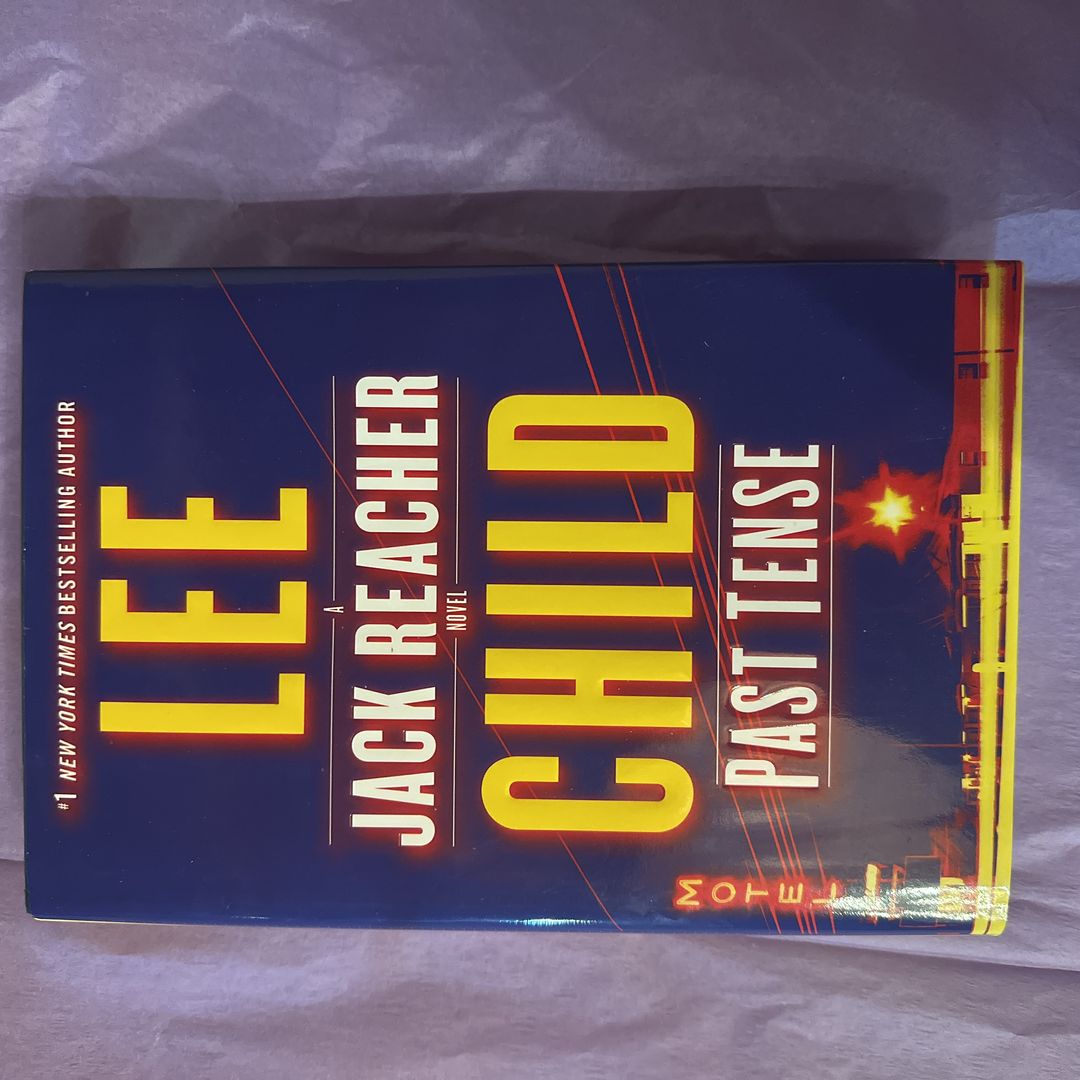 #1 NEW YORK TIMES BESTSELLING AUTHOR
LEE
A
JACK REACHER
NOVEL
CHILD
PAST TENSE
MOTEL